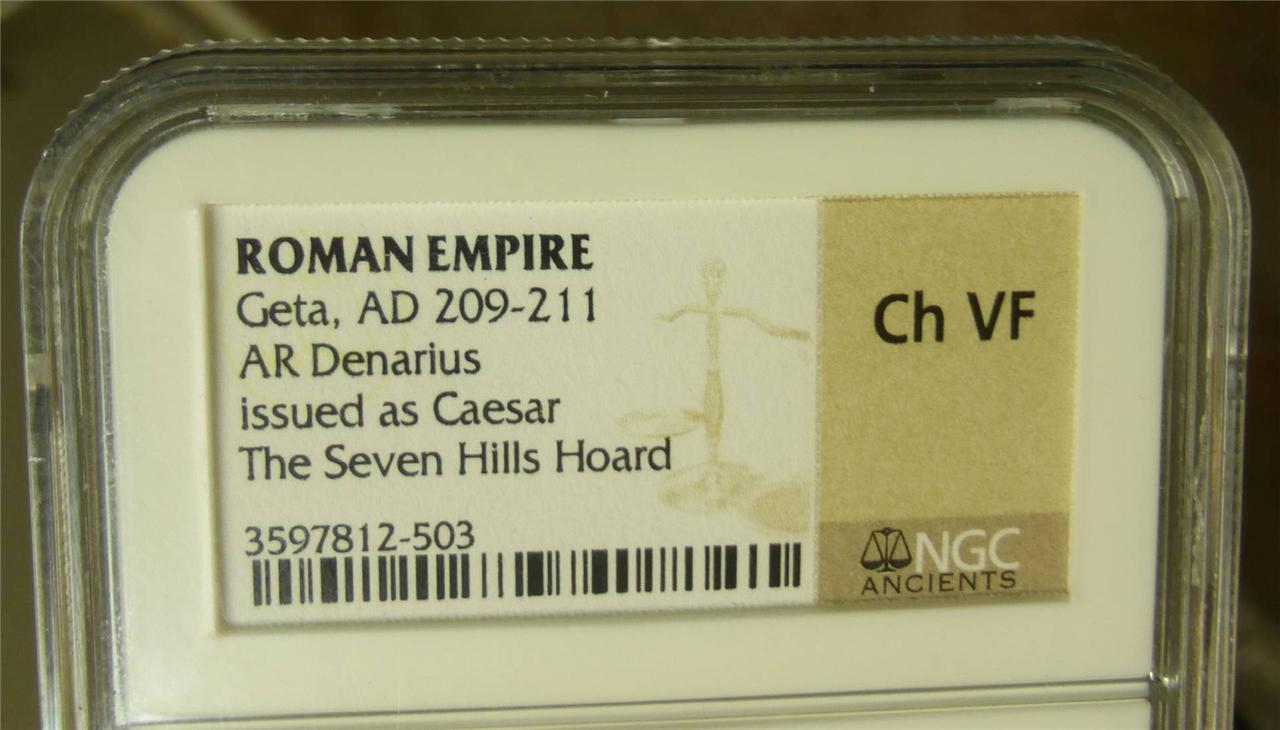 ROMAN EMPIRE
Geta, AD 209-211
AR Denarius
issued as Caesar
The Seven Hills Hoard
3597812-503
Ch VF
NGC
ANCIENTS